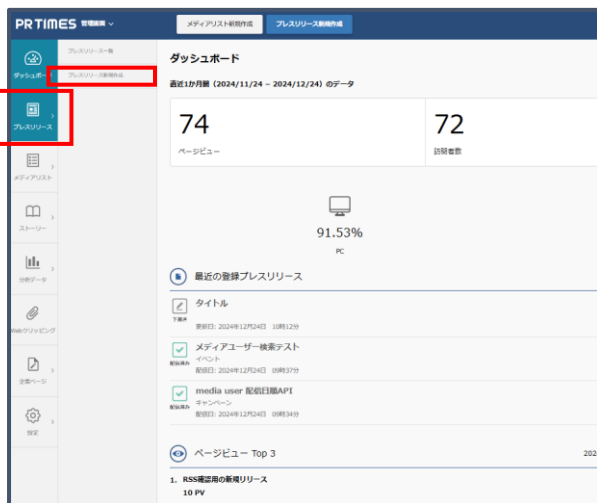 PR TIMES 管理画面
メディアリスト新規作成
プレスリリース新規作成
ダッシュボード
プレスリリース
メディアリスト
ストーリー
分析データ
Webクリッピング
企業ページ
設定
プレスリリース一覧
プレスリリース新規作成
ダッシュボード
直近1か月間（2024/11/24 ~ 2024/12/24）のデータ
74
ページビュー
72
訪問者数
91.53%
PC
最近の登録プレスリリース
下書き
タイトル
更新日: 2024年12月24日 10時12分
配信済み
メディアユーザー検索テスト
イベント
配信日: 2024年12月24日 09時37分
配信済み
media user 配信日順API
キャンペーン
配信日: 2024年12月24日 09時34分
ページビュー Top 3
202
1. RSS確認用の新規リリース
10 PV